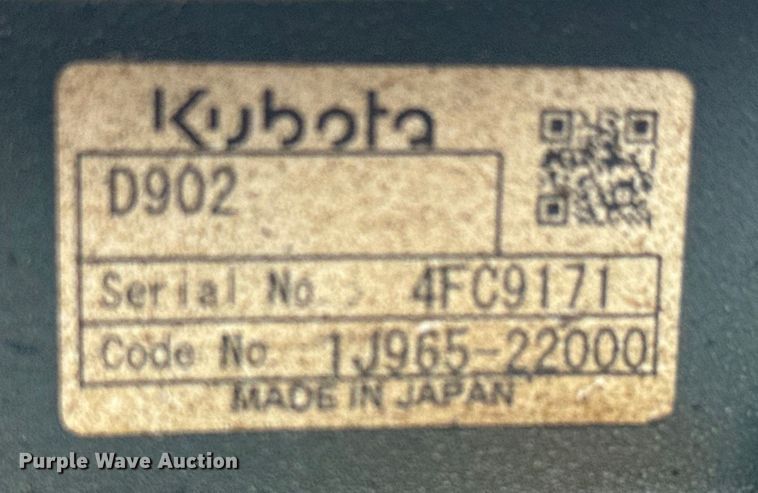 Kubota
D902
Serial No. 4FC9171
Code No. 1J965-22000
MADE IN JAPAN
Purple Wave Auction